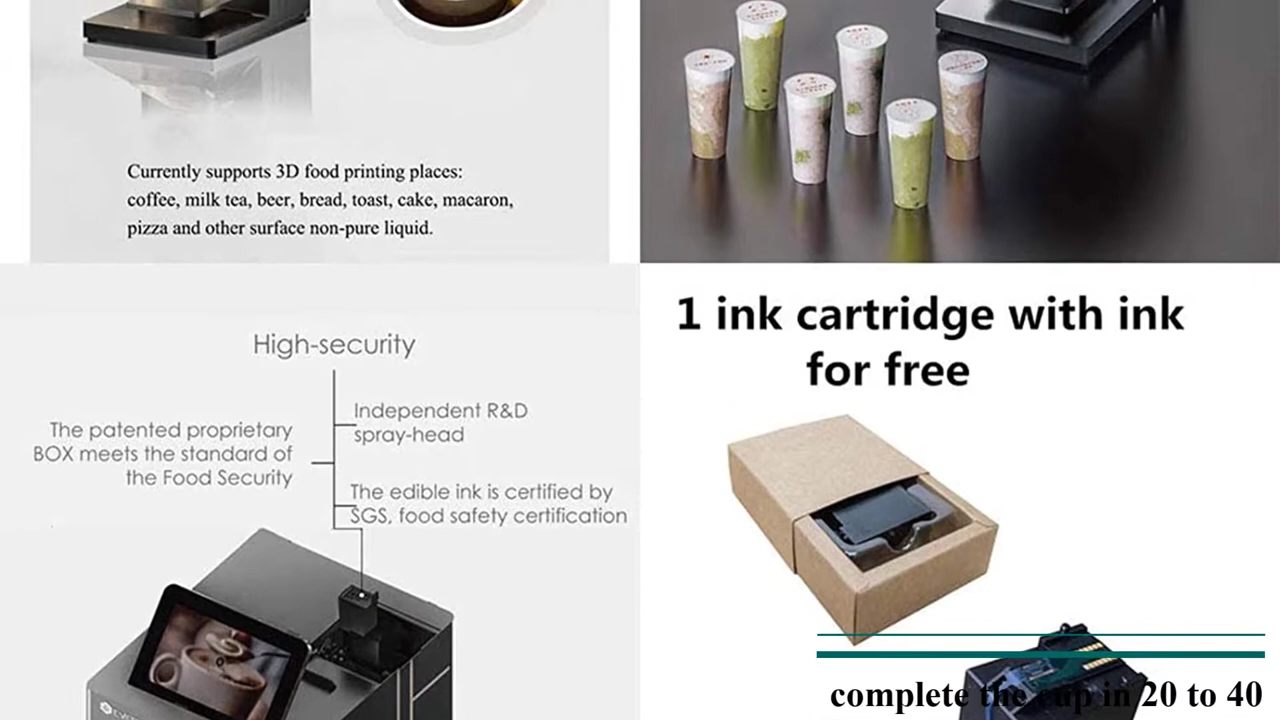 Currently supports 3D food printing places:
coffee, milk tea, beer, bread, toast, cake, macaron,
pizza and other surface non-pure liquid.
High-security
Independent R&D
spray-head
The patented proprietary
BOX meets the standard of
the Food Security
The edible ink is certified by
SGS, food safety certification
1 ink cartridge with ink
for free
complete the cup in 20 to 40